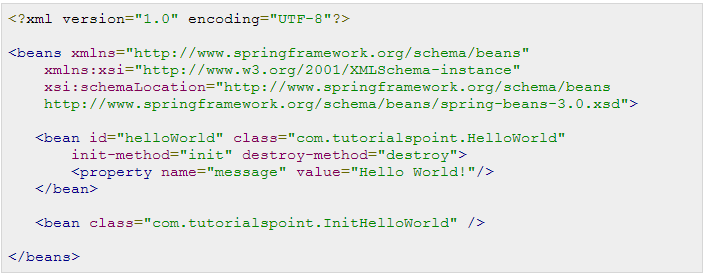 <?xml version="1.0" encoding="UTF-8"?>
<beans xmlns="http://www.springframework.org/schema/beans"
xmlns:xsi="http://www.w3.org/2001/XMLSchema-instance"
xsi:schemaLocation="http://www.springframework.org/schema/beans
http://www.springframework.org/schema/beans/spring-beans-3.0.xsd">
<bean id="helloWorld" class="com.tutorialspoint.HelloWorld"
init-method="init" destroy-method="destroy">
<property name="message" value="Hello World!"/>
</bean>
<bean class="com.tutorialspoint.InitHelloWorld" />
</beans>